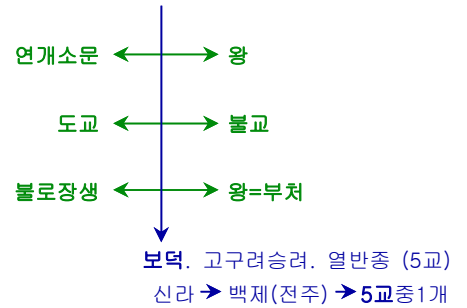 연개소문 ↔ 왕
도교 ↔ 불교
불로장생 ↔ 왕=부처
보덕. 고구려승려. 열반종 (5교)
신라 → 백제(전주) → 5교중1개